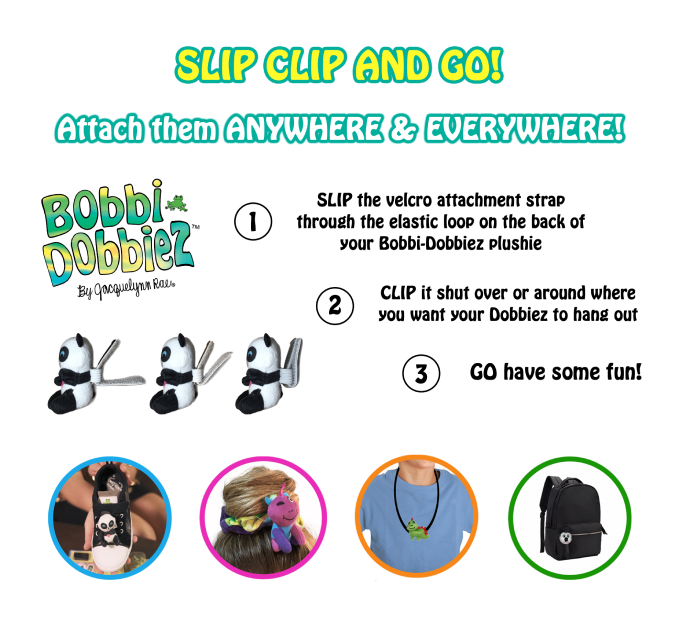 SLIP CLIP AND GO!
Attach them ANYWHERE & EVERYWHERE!
Bobbi
Dobbiez™
By Jacquelynn Rae®
1
SLIP the velcro attachment strap
through the elastic loop on the back of
your Bobbi-Dobbiez plushie
2
CLIP it shut over or around where
you want your Dobbiez to hang out
3
GO have some fun!